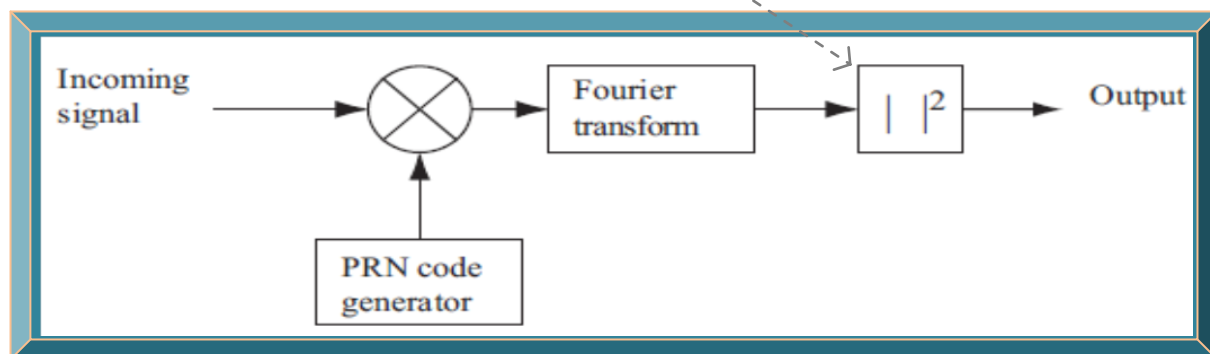 Incoming
signal
Fourier
transform
| |²
Output
PRN code
generator